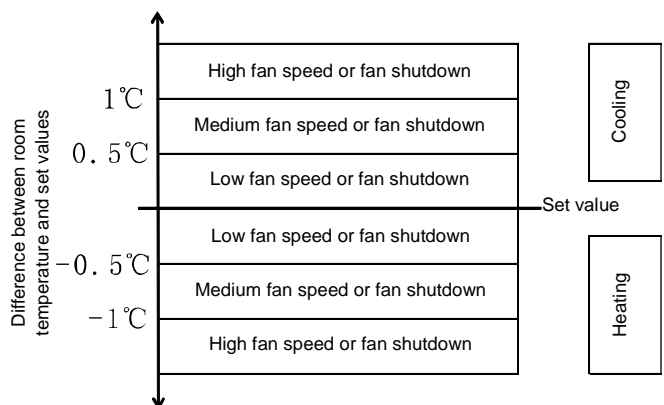 High fan speed or fan shutdown
1℃
Medium fan speed or fan shutdown
0.5℃
Low fan speed or fan shutdown
Set value
Low fan speed or fan shutdown
-0.5℃
Medium fan speed or fan shutdown
-1℃
High fan speed or fan shutdown
Difference between room
temperature and set values
Cooling
Heating